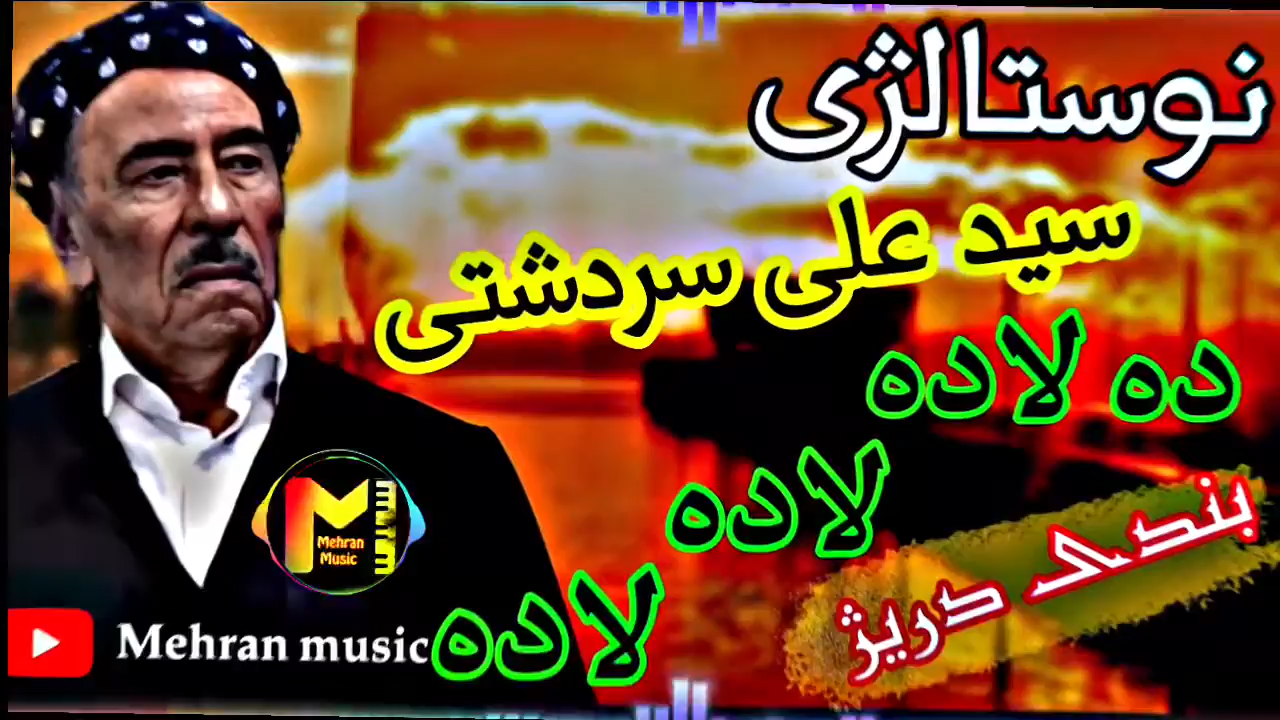 نوستالژی
سید علی سردشتی
ده لاده
لاده
لاده
بندی دریژ
Mehran
Music
Mehran music